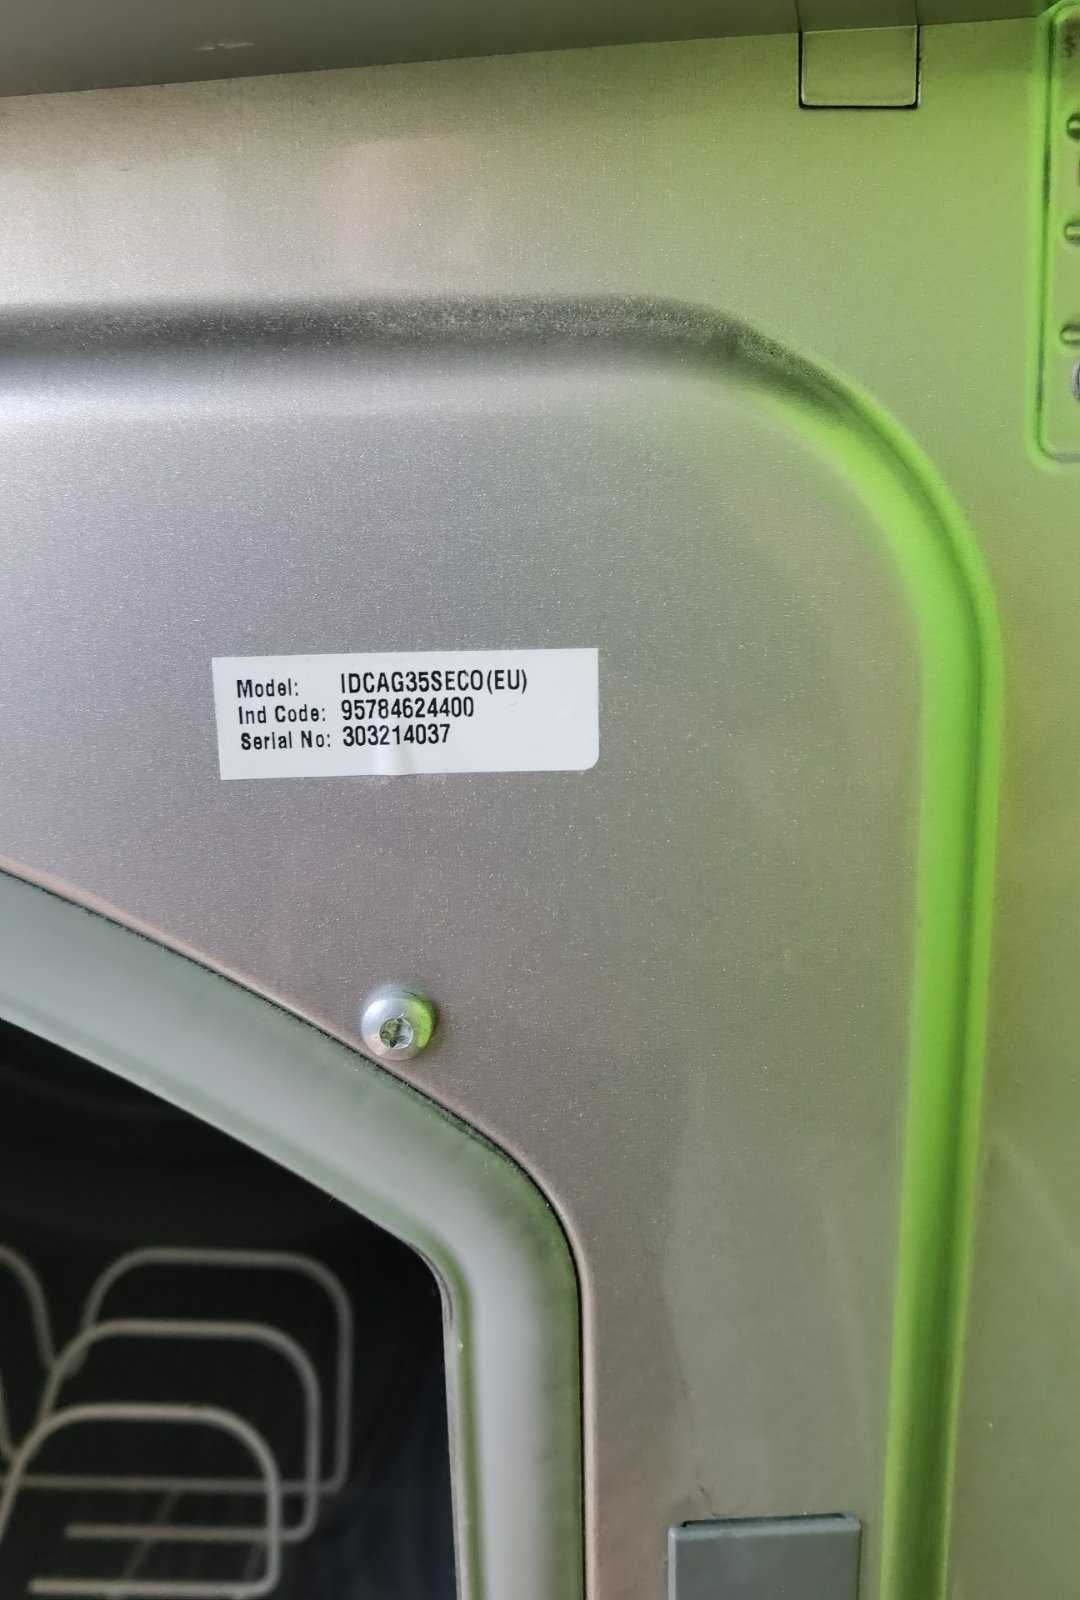 Model: IDCAG35SECO(EU)
Ind Code: 95784624400
Serial No: 303214037